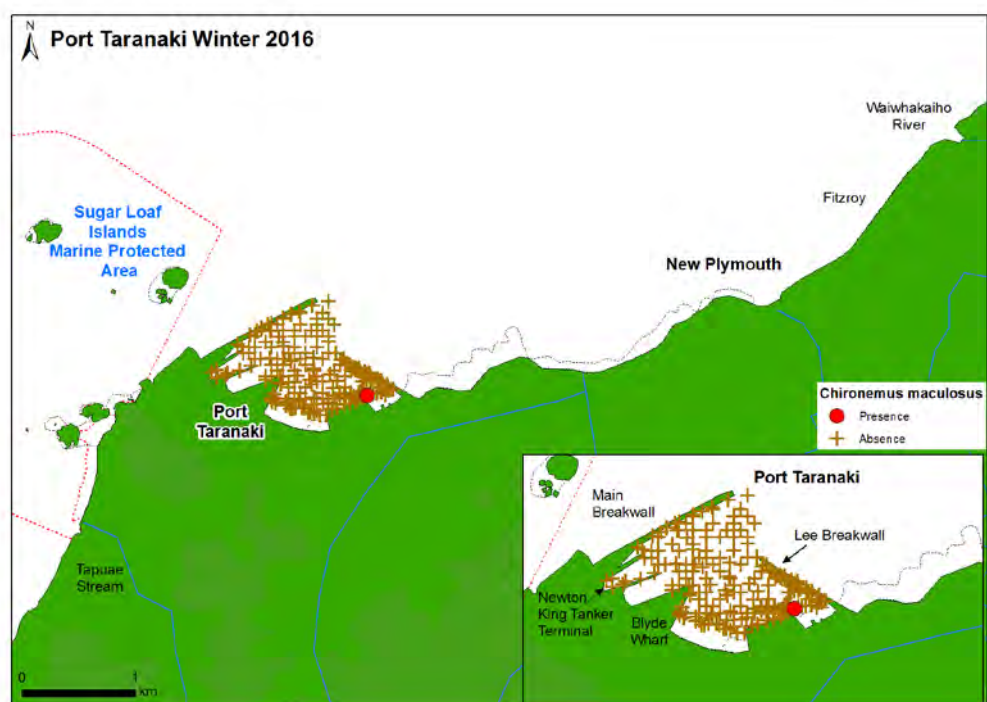 N
Port Taranaki Winter 2016
Waiwhakaiho
River
Fitzroy
Sugar Loaf
Islands
Marine Protected
Area
New Plymouth
Port
Taranaki
Chironemus maculosus
Presence
Absence
Port Taranaki
Main
Breakwall
Lee Breakwall
Newton
King Tanker
Terminal
Blyde
Wharf
Tapuae
Stream
0 1
km